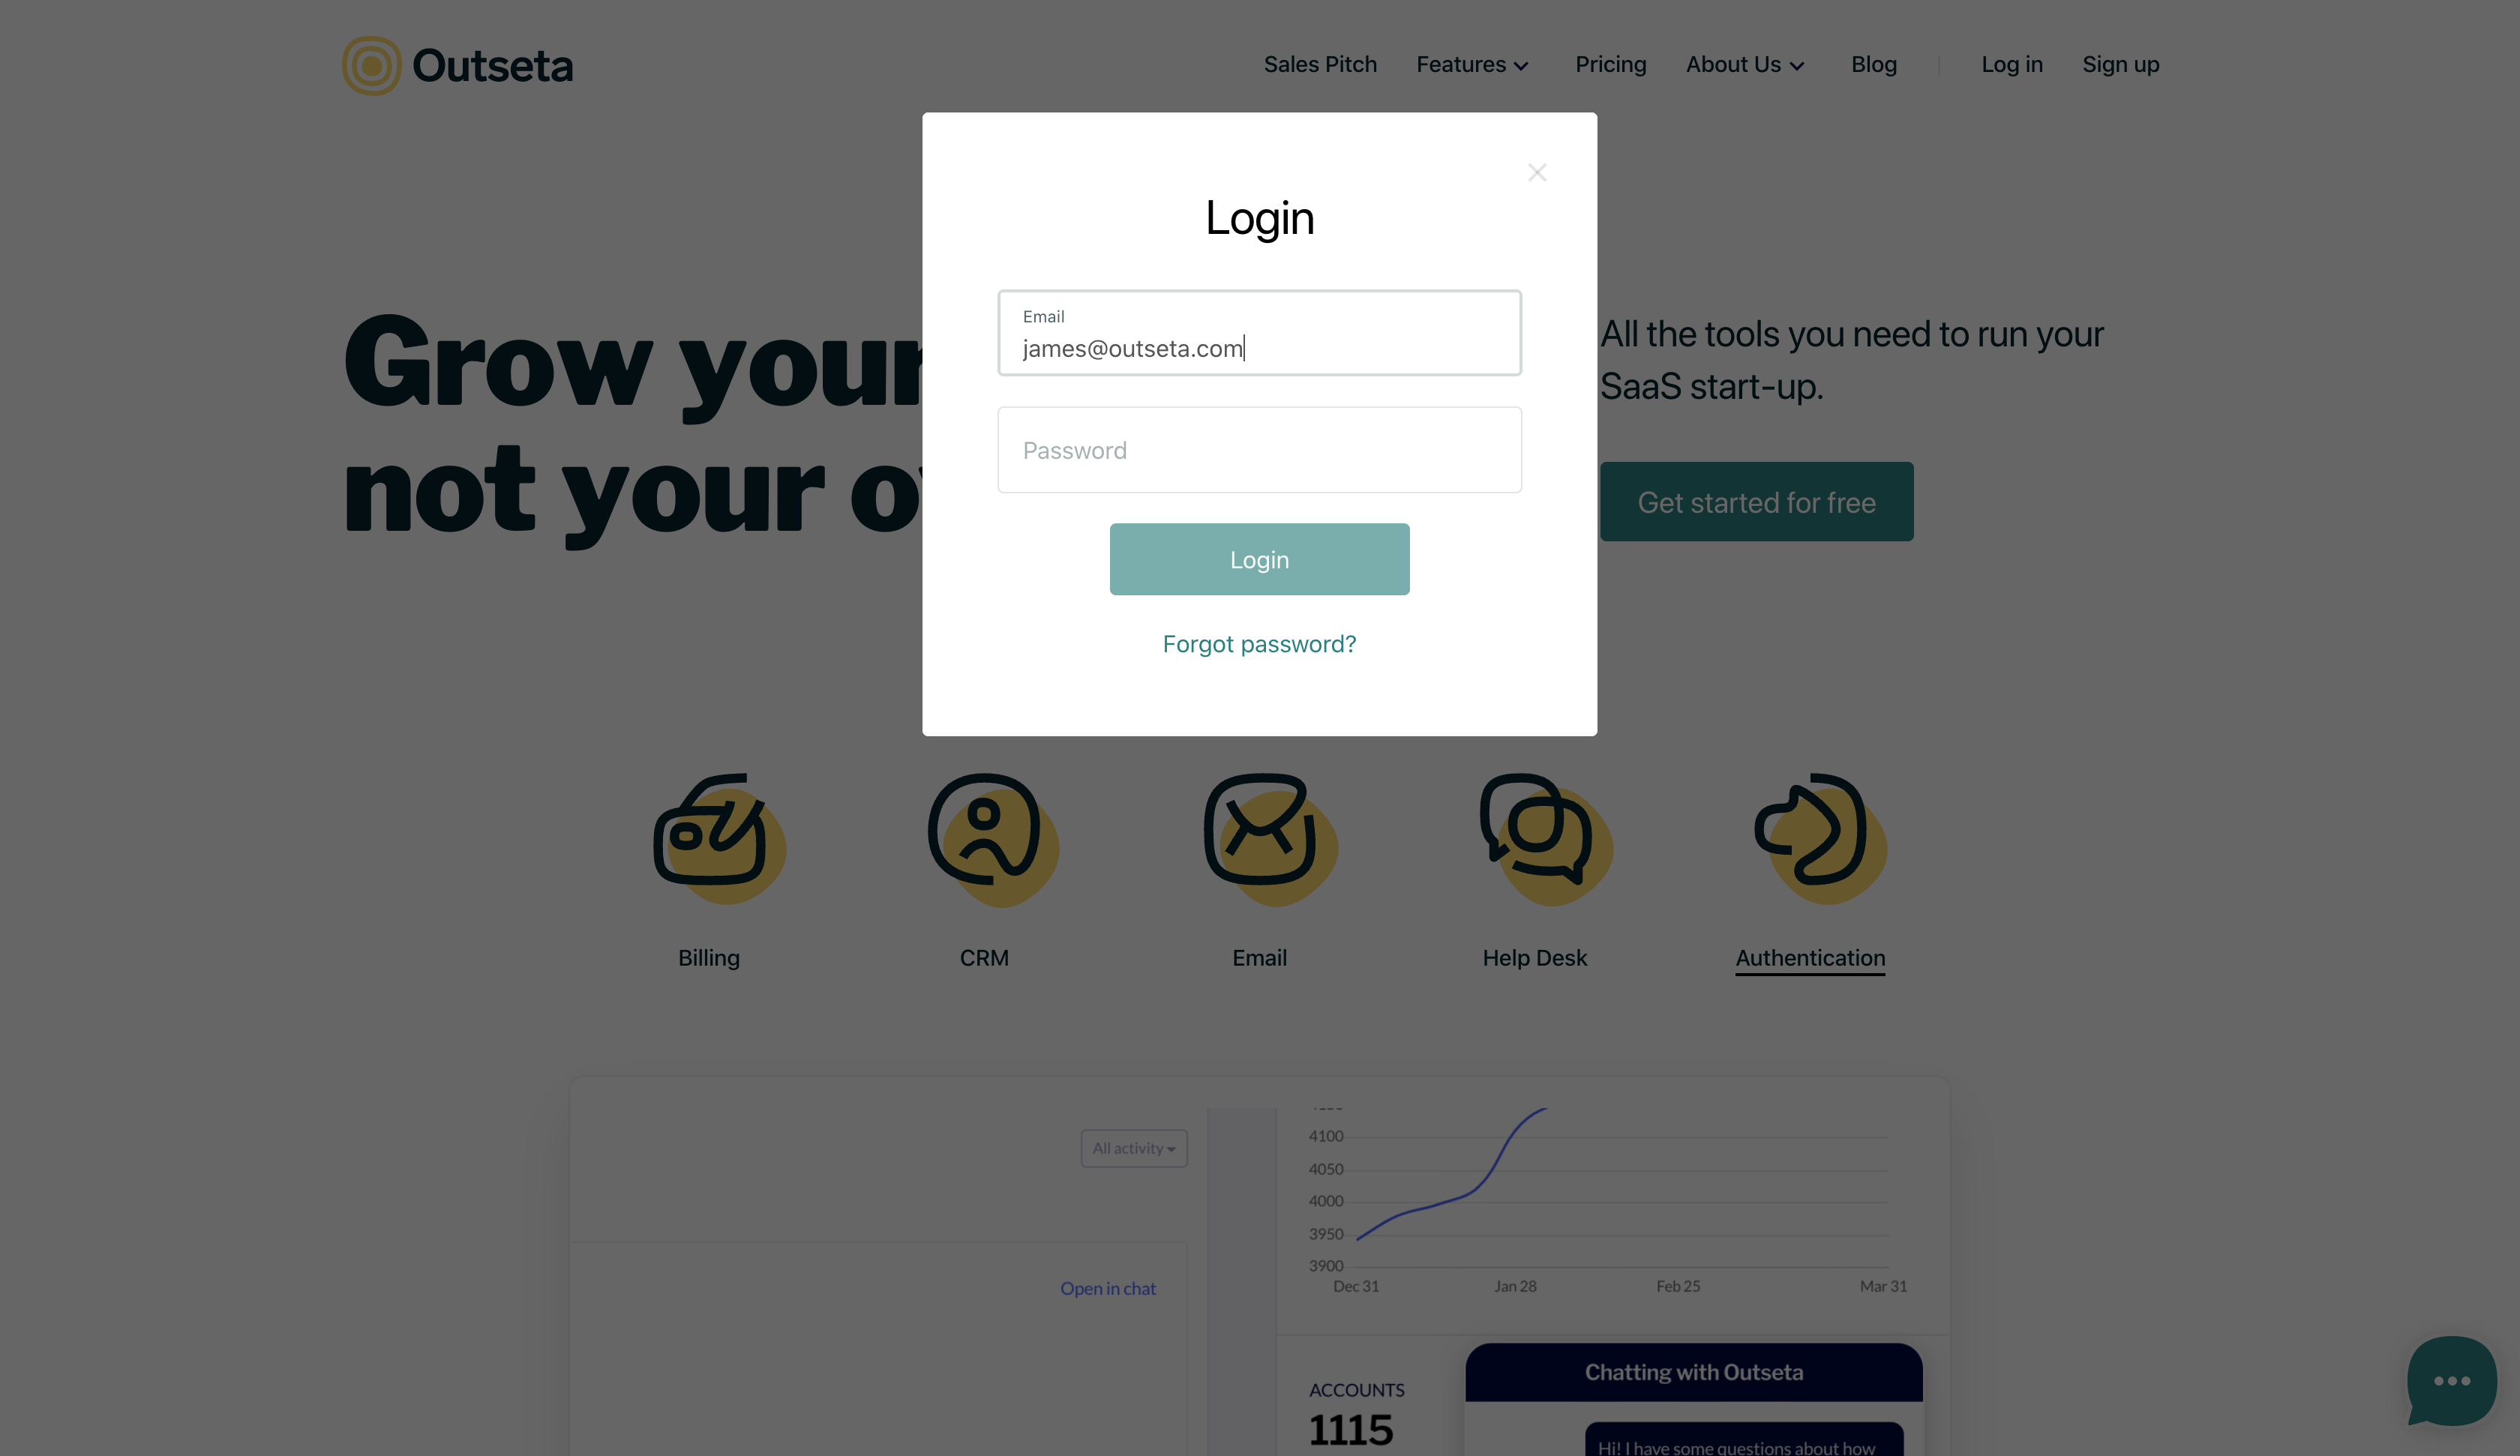 Outseta
Sales Pitch
Features
Pricing
About Us
Blog
Log in
Sign up
Login
Email
james@outseta.com
Password
Login
Forgot password?
Grow your
not your
All the tools you need to run your
SaaS start-up.
Get started for free
Billing
CRM
Email
Help Desk
Authentication
All activity
Open in chat
4100
4050
4000
3950
3900
Dec 31
Jan 28
Feb 25
Mar 31
ACCOUNTS
1115
Chatting with Outseta
Hi! I have some questions about how